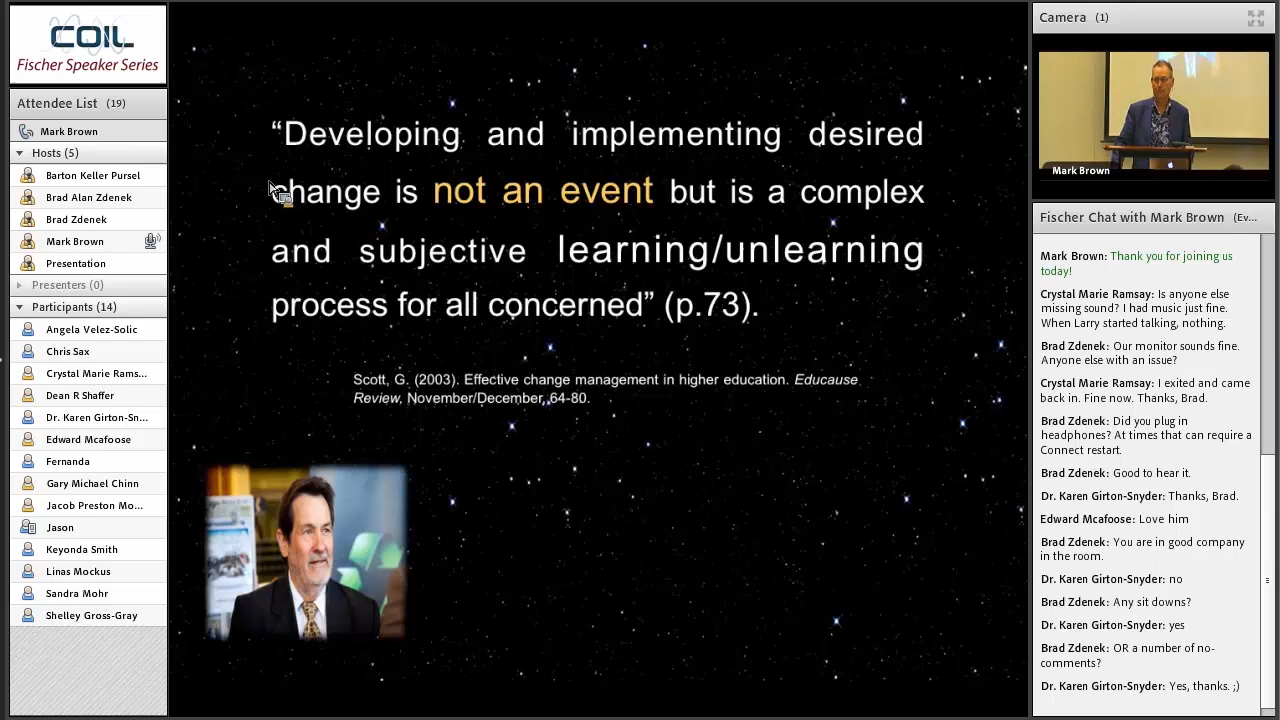 COIL
Fischer Speaker Series
Attendee List (19)
Mark Brown
Hosts (5)
Barton Keller Pursel
Brad Alan Zdenek
Brad Zdenek
Mark Brown
Presentation
Presenters (0)
Participants (14)
Angela Velez-Solic
Chris Sax
Crystal Marie Rams...
Dean R Shaffer
Dr. Karen Girton-Sn...
Edward Mcafoose
Fernanda
Gary Michael Chinn
Jacob Preston Mo...
Jason
Keyonda Smith
Linas Mockus
Sandra Mohr
Shelley Gross-Gray
“Developing and implementing desired
change is not an event but is a complex
and subjective learning/unlearning
process for all concerned” (p.73).
Scott, G. (2003). Effective change management in higher education. Educause
Review, November/December, 64-80.
Camera (1)
Mark Brown
Fischer Chat with Mark Brown (Ev...
Mark Brown: Thank you for joining us
today!
Crystal Marie Ramsay: Is anyone else
missing sound? I had music just fine.
When Larry started talking, nothing.
Brad Zdenek: Our monitor sounds fine.
Anyone else with an issue?
Crystal Marie Ramsay: I exited and came
back in. Fine now. Thanks, Brad.
Brad Zdenek: Did you plug in
headphones? At times that can require a
Connect restart.
Brad Zdenek: Good to hear it.
Dr. Karen Girton-Snyder: Thanks, Brad.
Edward Mcafoose: Love him
Brad Zdenek: You are in good company
in the room.
Dr. Karen Girton-Snyder: no
Brad Zdenek: Any sit downs?
Dr. Karen Girton-Snyder: yes
Brad Zdenek: OR a number of no-
comments?
Dr. Karen Girton-Snyder: Yes, thanks. ;)